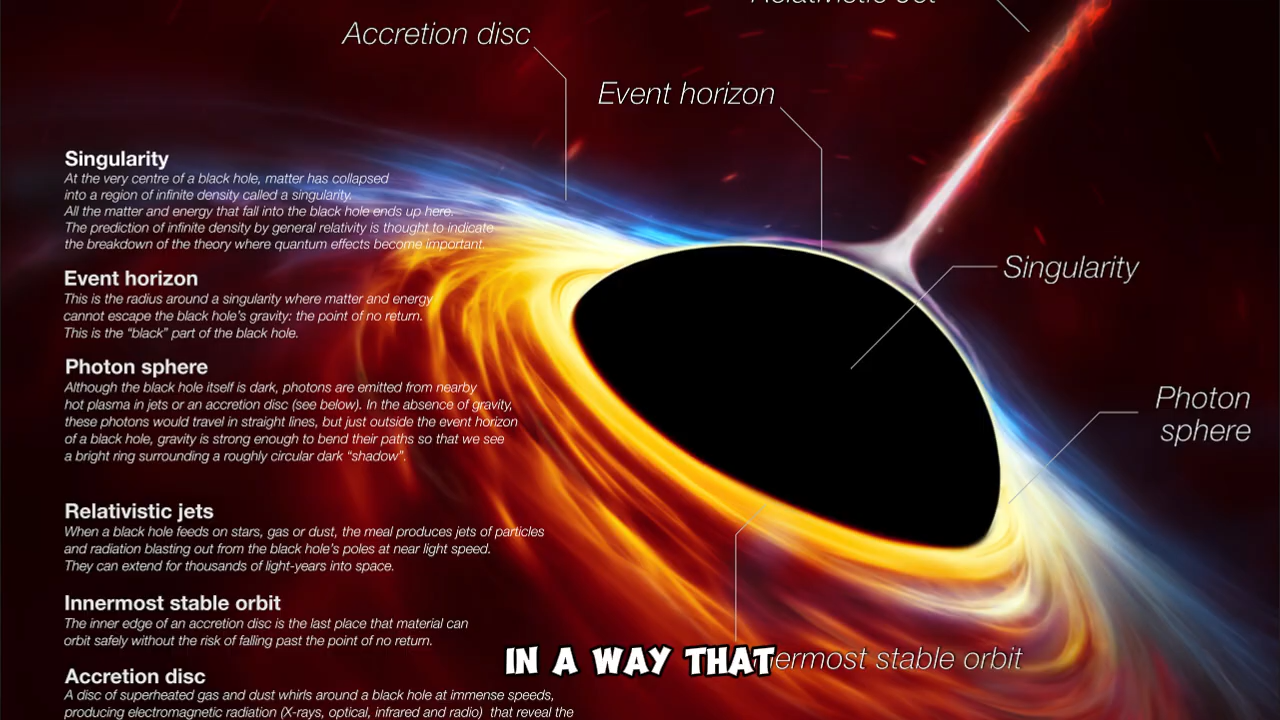 Accretion disc
Event horizon
Singularity
At the very centre of a black hole, matter has collapsed
into a region of infinite density called a singularity.
All the matter and energy that fall into the black hole ends up here.
The prediction of infinite density by general relativity is thought to indicate
the breakdown of the theory where quantum effects become important.
Event horizon
This is the radius around a singularity where matter and energy
cannot escape the black hole's gravity: the point of no return.
This is the "black" part of the black hole.
Photon sphere
Although the black hole itself is dark, photons are emitted from nearby
hot plasma in jets or an accretion disc (see below). In the absence of gravity,
these photons would travel in straight lines, but just outside the event horizon
of a black hole, gravity is strong enough to bend their paths so that we see
a bright ring surrounding a roughly circular dark "shadow".
Relativistic jets
When a black hole feeds on stars, gas or dust, the meal produces jets of particles
and radiation blasting out from the black hole's poles at near light speed.
They can extend for thousands of light-years into space.
Innermost stable orbit
The inner edge of an accretion disc is the last place that material can
orbit safely without the risk of falling past the point of no return.
Accretion disc
A disc of superheated gas and dust whirls around a black hole at immense speeds,
producing electromagnetic radiation (X-rays, optical, infrared and radio) that reveal the
Singularity
Photon
sphere
stable orbit
IN A WAY THAT